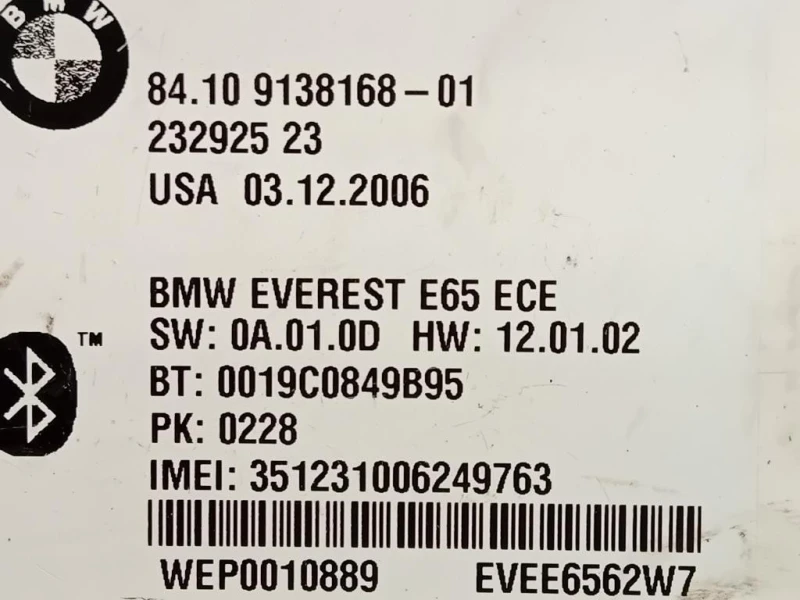 BMW
84.10 9138168-01
232925 23
USA 03.12.2006
BMW EVEREST E65 ECE
™
SW: 0A.01.0D HW: 12.01.02
BT: 0019C0849B95
PK: 0228
IMEI: 351231006249763
WEP0010889 EVEE6562W7